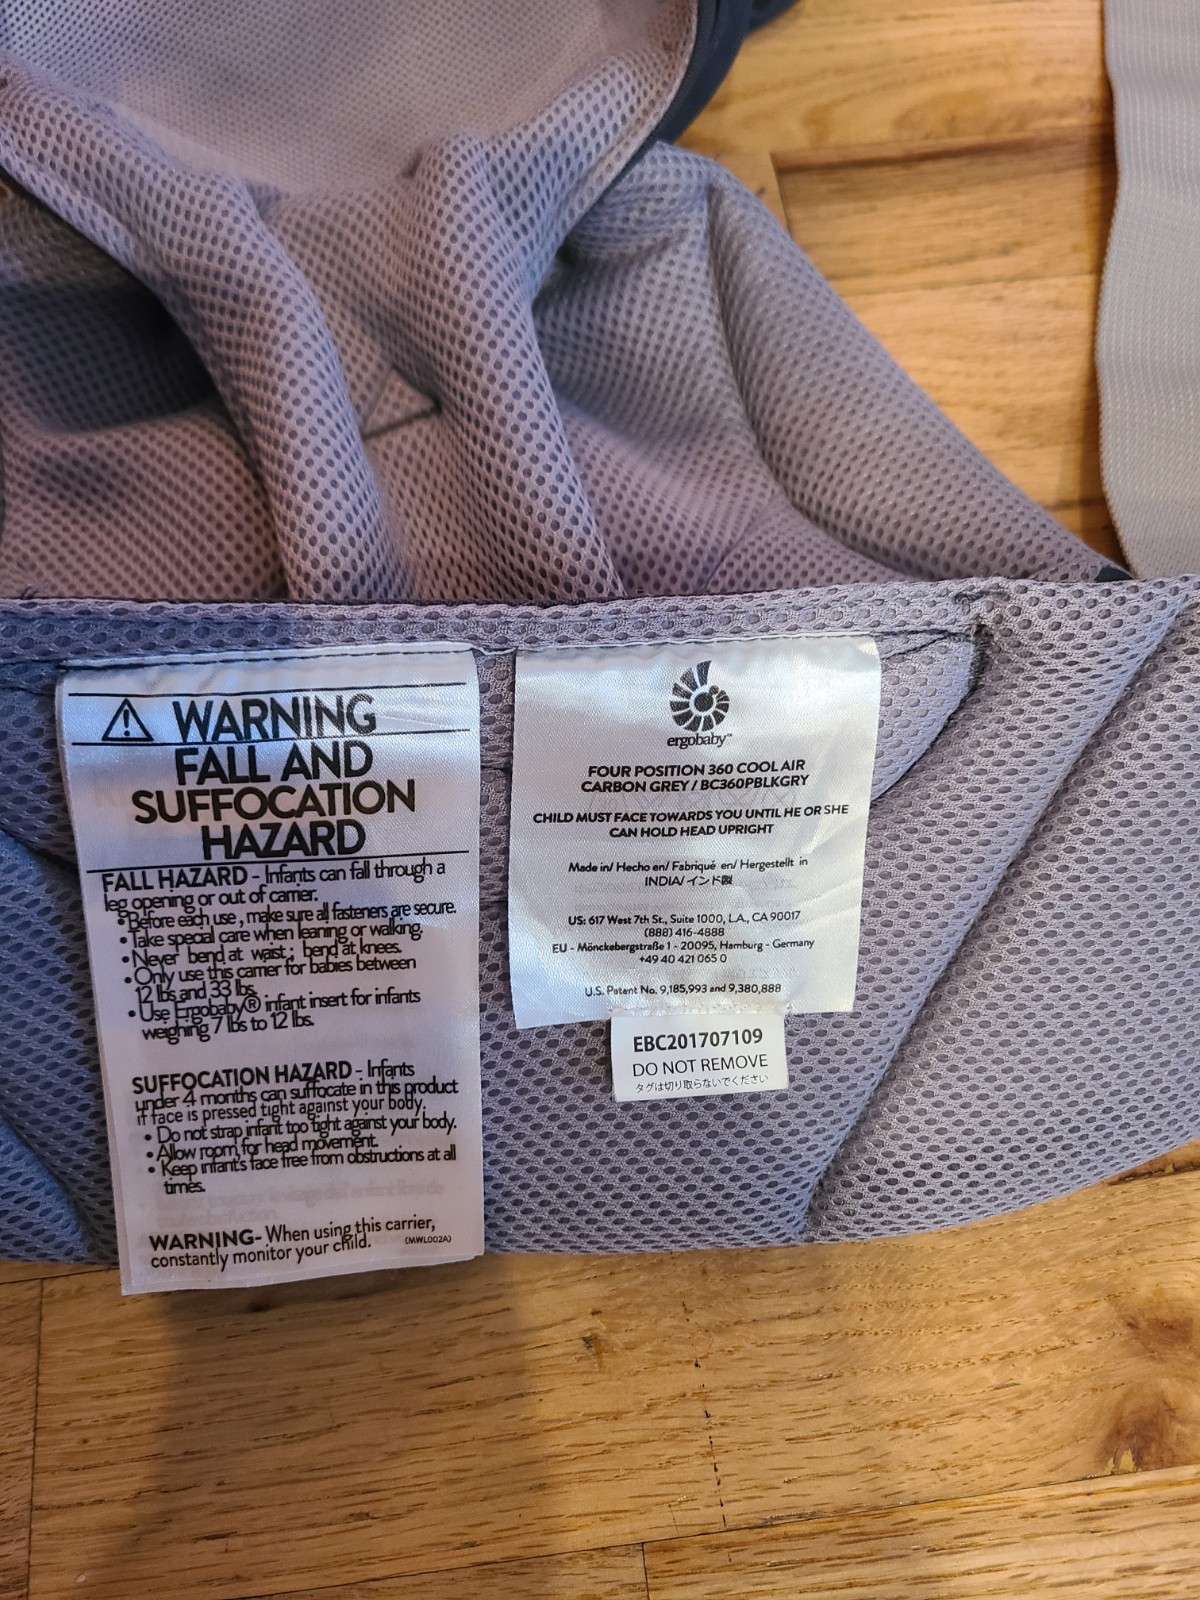 WARNING
FALL AND
SUFFOCATION
HAZARD
FALL HAZARD - Infants can fall through a
leg opening or out of carrier.
• Before each use, make sure all fasteners are secure.
• Take special care when leaning or walking.
• Never bend at waist; bend at knees.
• Only use this carrier for babies between
12 lbs and 33 lbs.
• Use Ergobaby® infant insert for infants
weighing 7 lbs to 12 lbs.
SUFFOCATION HAZARD - Infants
under 4 months can suffocate in this product
if face is pressed tight against your body.
• Do not strap infant too tight against your body.
• Allow room for head movement.
• Keep infant's face free from obstructions at all
times.
WARNING- When using this carrier,
constantly monitor your child. (MWL002A)
ergobaby™
FOUR POSITION 360 COOL AIR
CARBON GREY / BC360PBLKGRY
CHILD MUST FACE TOWARDS YOU UNTIL HE OR SHE
CAN HOLD HEAD UPRIGHT
Made in/ Hecho en/ Fabriqué en/ Hergestellt in
INDIA/ インド製
US: 617 West 7th St., Suite 1000, L.A., CA 90017
(888) 416-4888
EU - Mönckebergstraße 1 - 20095, Hamburg - Germany
+49 40 421 065 0
U.S. Patent No. 9,185,993 and 9,380,888
EBC201707109
DO NOT REMOVE
タグは切り取らないでください